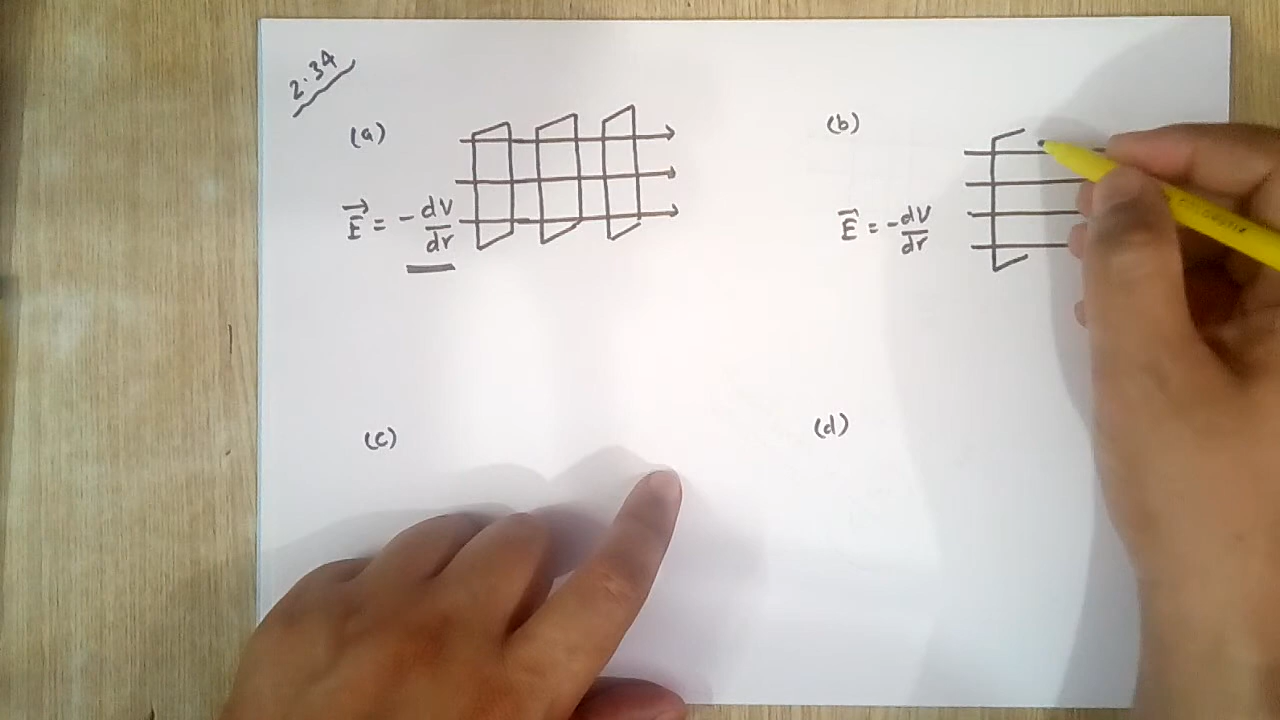 2.34
(a)
(b)
E⃗ = - dV/dr
E⃗ = - dV/dr
(c)
(d)